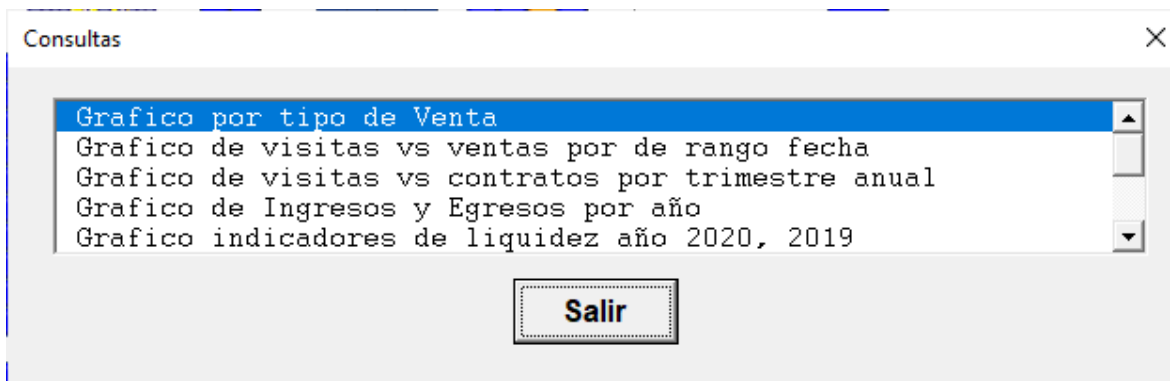 Consultas
Grafico por tipo de Venta
Grafico de visitas vs ventas por de rango fecha
Grafico de visitas vs contratos por trimestre anual
Grafico de Ingresos y Egresos por año
Grafico indicadores de liquidez año 2020, 2019
Salir